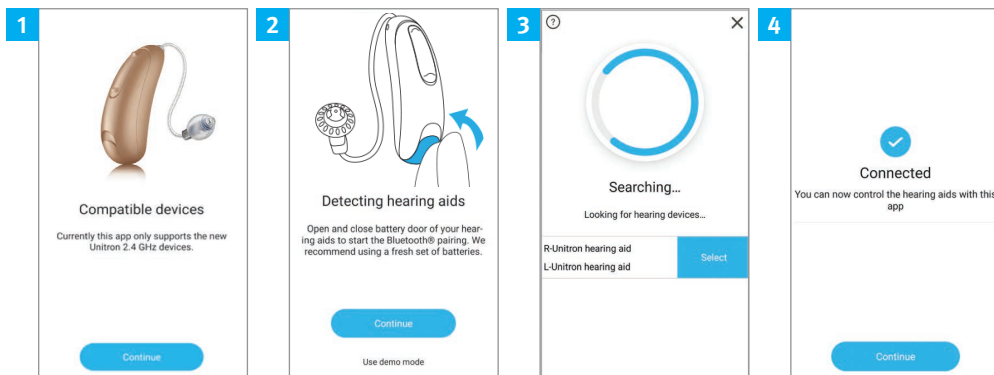 1
Compatible devices
Currently this app only supports the new
Unitron 2.4 GHz devices.
Continue
2
Detecting hearing aids
Open and close battery door of your hear-
ing aids to start the Bluetooth® pairing. We
recommend using a fresh set of batteries.
Continue
Use demo mode
3
?
Searching...
Looking for hearing devices...
R-Unitron hearing aid
L-Unitron hearing aid
Select
4
Connected
You can now control the hearing aids with this
app
Continue